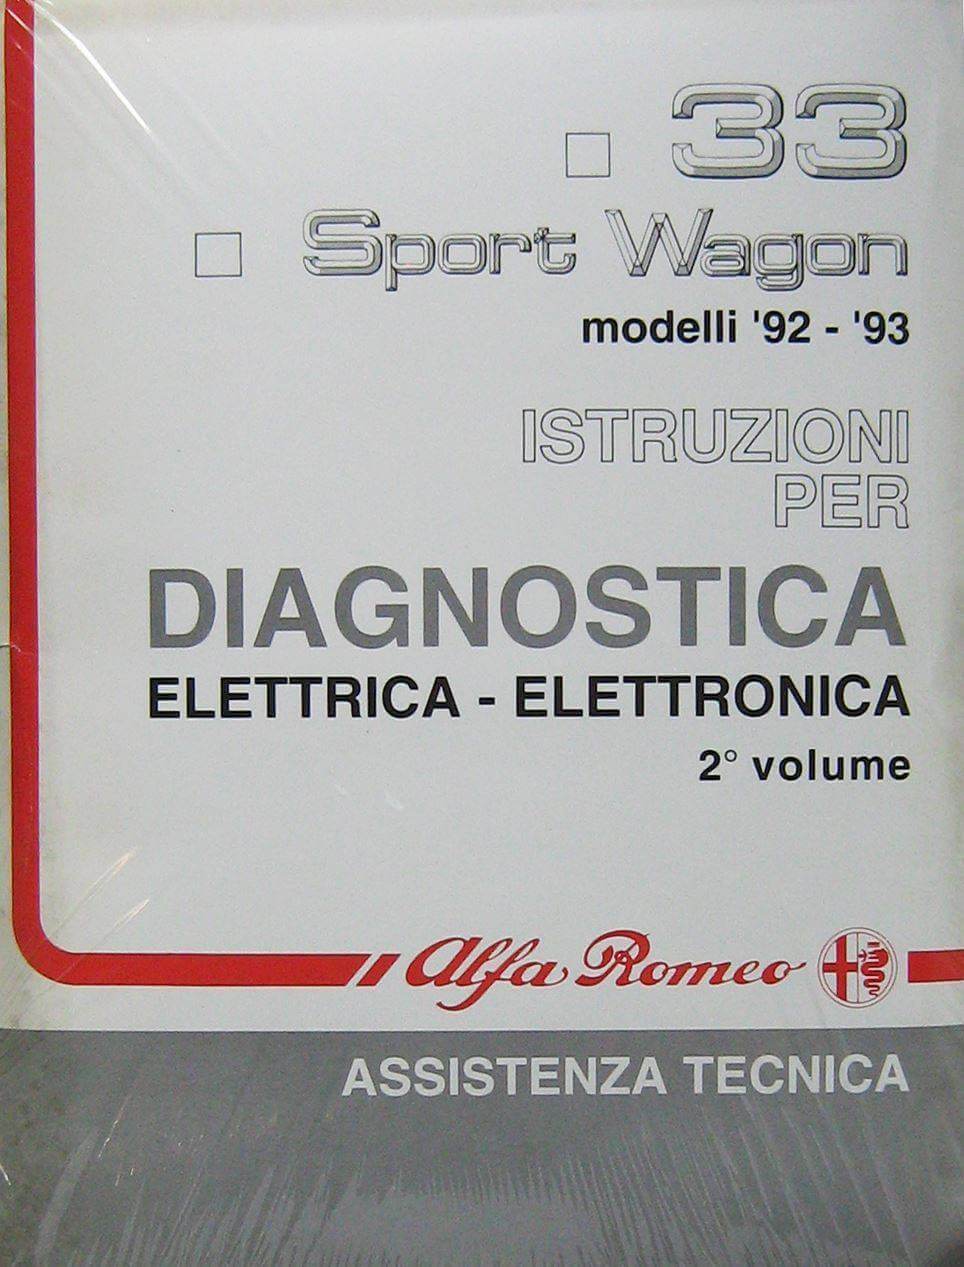 33
Sport Wagon
modelli '92 - '93
ISTRUZIONI
PER
DIAGNOSTICA
ELETTRICA - ELETTRONICA
2° volume
Alfa Romeo
ASSISTENZA TECNICA